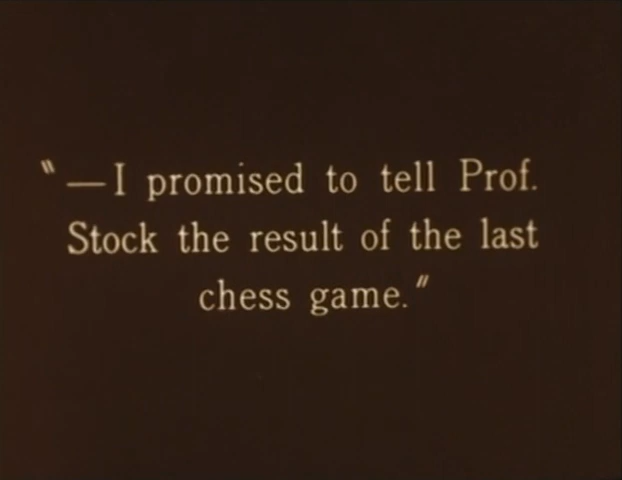 "—I promised to tell Prof.
Stock the result of the last
chess game."